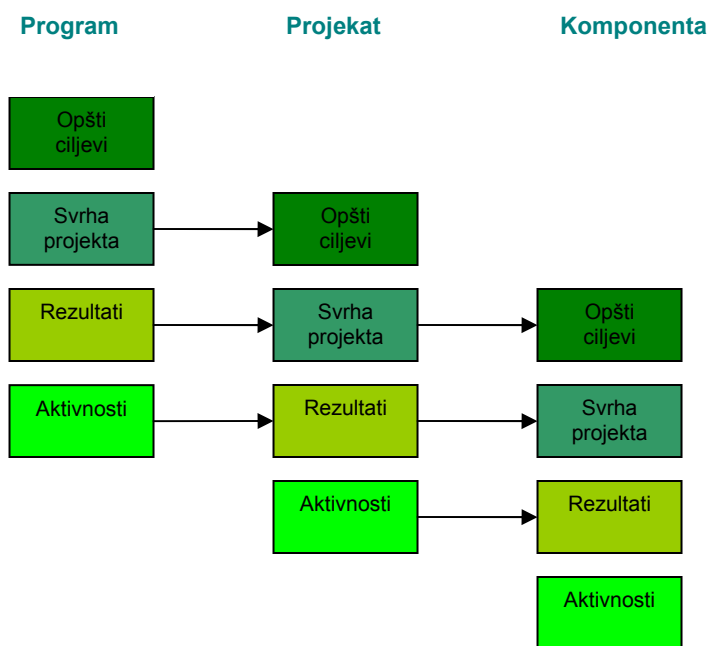 Program Projekat Komponenta
Opšti
ciljevi
Svrha
projekta
Opšti
ciljevi
Rezultati
Svrha
projekta
Opšti
ciljevi
Aktivnosti
Rezultati
Svrha
projekta
Aktivnosti
Rezultati
Aktivnosti